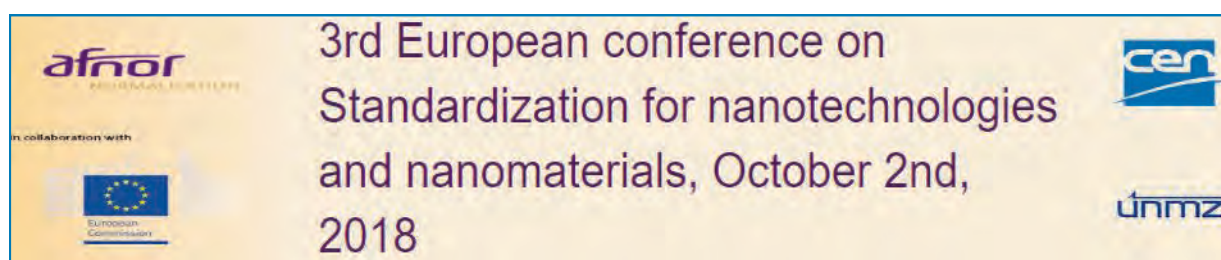 afnor
NORMALISATION
in collaboration with
European
Commission
3rd European conference on
Standardization for nanotechnologies
and nanomaterials, October 2nd,
2018
cen
únmz